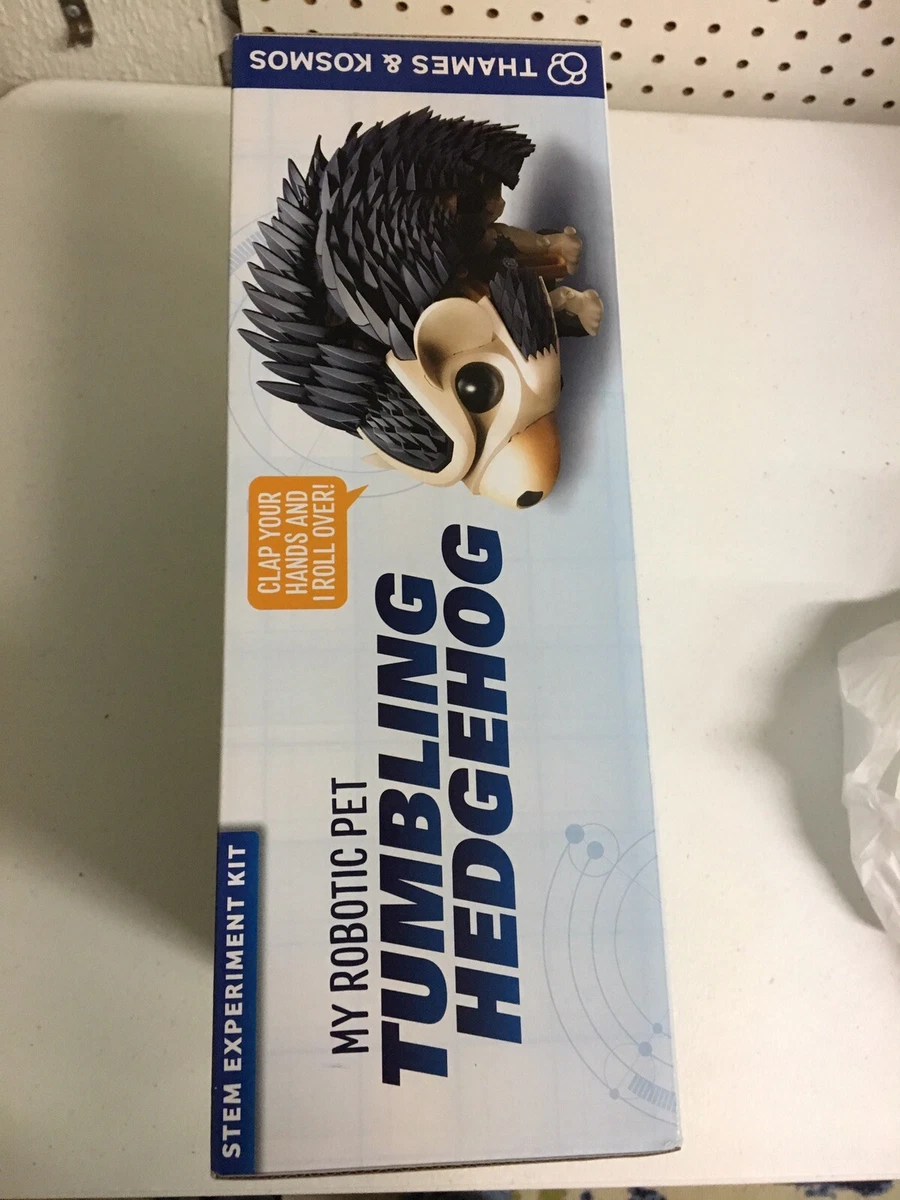 THAMES & KOSMOS
CLAP YOUR
HANDS AND
I ROLL OVER!
MY ROBOTIC PET
TUMBLING
HEDGEHOG
STEM EXPERIMENT KIT